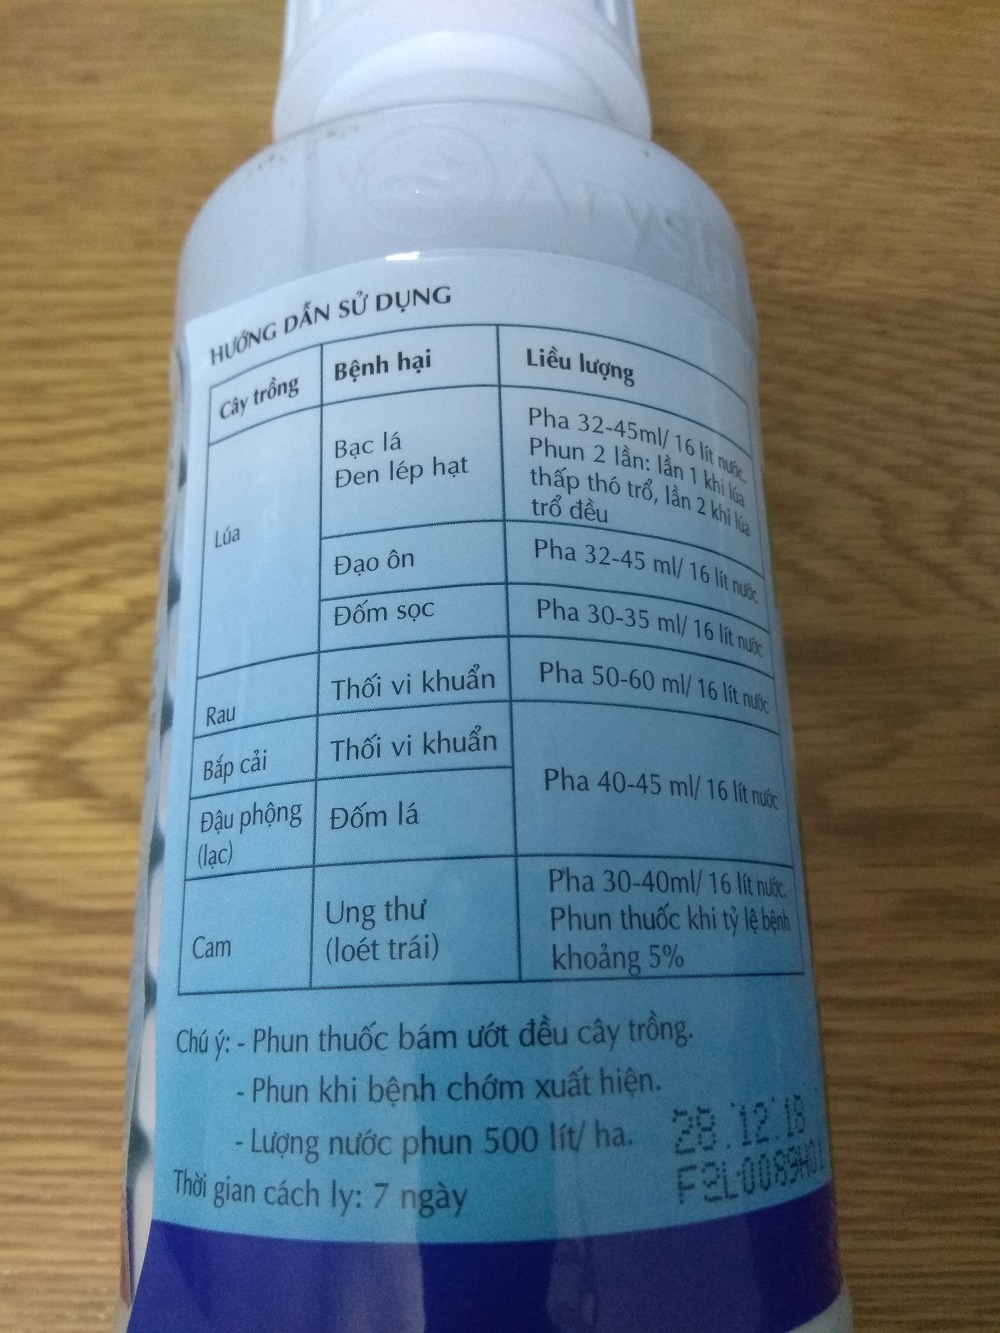 HƯỚNG DẪN SỬ DỤNG
Cây trồng
Bệnh hại
Liều lượng
Lúa
Bạc lá
Đen lép hạt
Pha 32-45ml/ 16 lít nước.
Phun 2 lần: lần 1 khi lúa
thấp thó trổ, lần 2 khi lúa
trổ đều
Đạo ôn
Pha 32-45 ml/ 16 lít nước
Đốm sọc
Pha 30-35 ml/ 16 lít nước
Rau
Thối vi khuẩn
Pha 50-60 ml/ 16 lít nước
Bắp cải
Thối vi khuẩn
Pha 40-45 ml/ 16 lít nước
Đậu phộng
(lạc)
Đốm lá
Cam
Ung thư
(loét trái)
Pha 30-40ml/ 16 lít nước.
Phun thuốc khi tỷ lệ bệnh
khoảng 5%
Chú ý: - Phun thuốc bám ướt đều cây trồng.
- Phun khi bệnh chớm xuất hiện.
- Lượng nước phun 500 lít/ ha.
Thời gian cách ly: 7 ngày
28.12.18